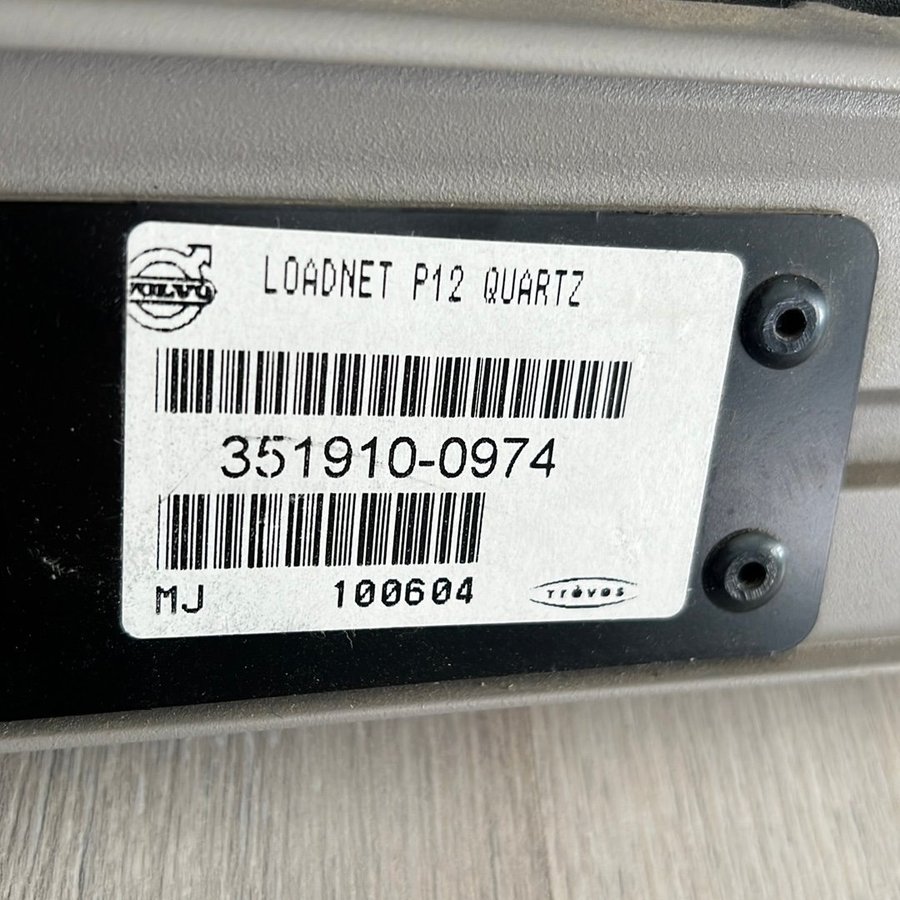 VOLVO
LOADNET P12 QUARTZ
351910-0974
MJ 100604
Trèves